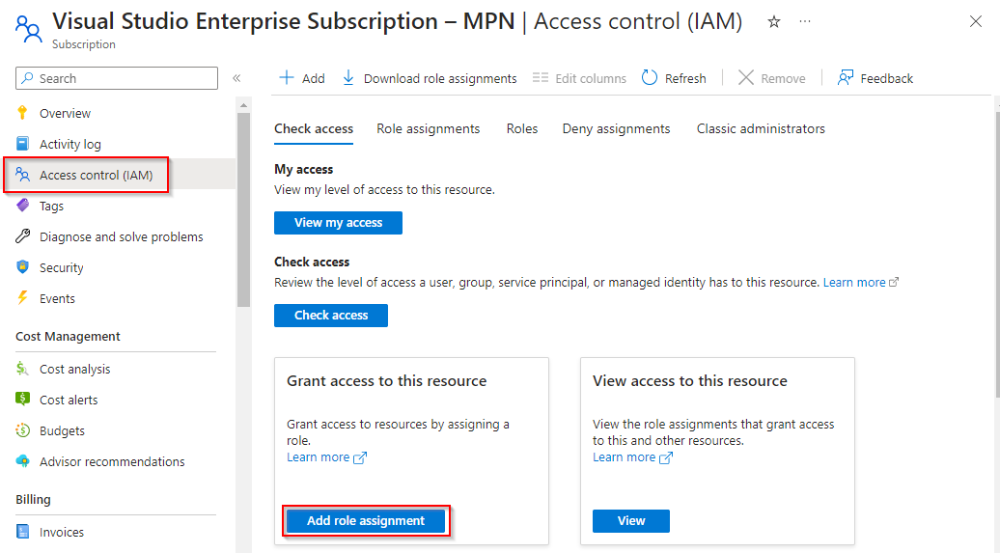 Visual Studio Enterprise Subscription – MPN | Access control (IAM)
Subscription
Search
Overview
Activity log
Access control (IAM)
Tags
Diagnose and solve problems
Security
Events
Cost Management
Cost analysis
Cost alerts
Budgets
Advisor recommendations
Billing
Invoices
Add Download role assignments Edit columns Refresh Remove Feedback
Check access Role assignments Roles Deny assignments Classic administrators
My access
View my level of access to this resource.
View my access
Check access
Review the level of access a user, group, service principal, or managed identity has to this resource. Learn more
Check access
Grant access to this resource
Grant access to resources by assigning a
role.
Learn more
Add role assignment
View access to this resource
View the role assignments that grant access
to this and other resources.
Learn more
View